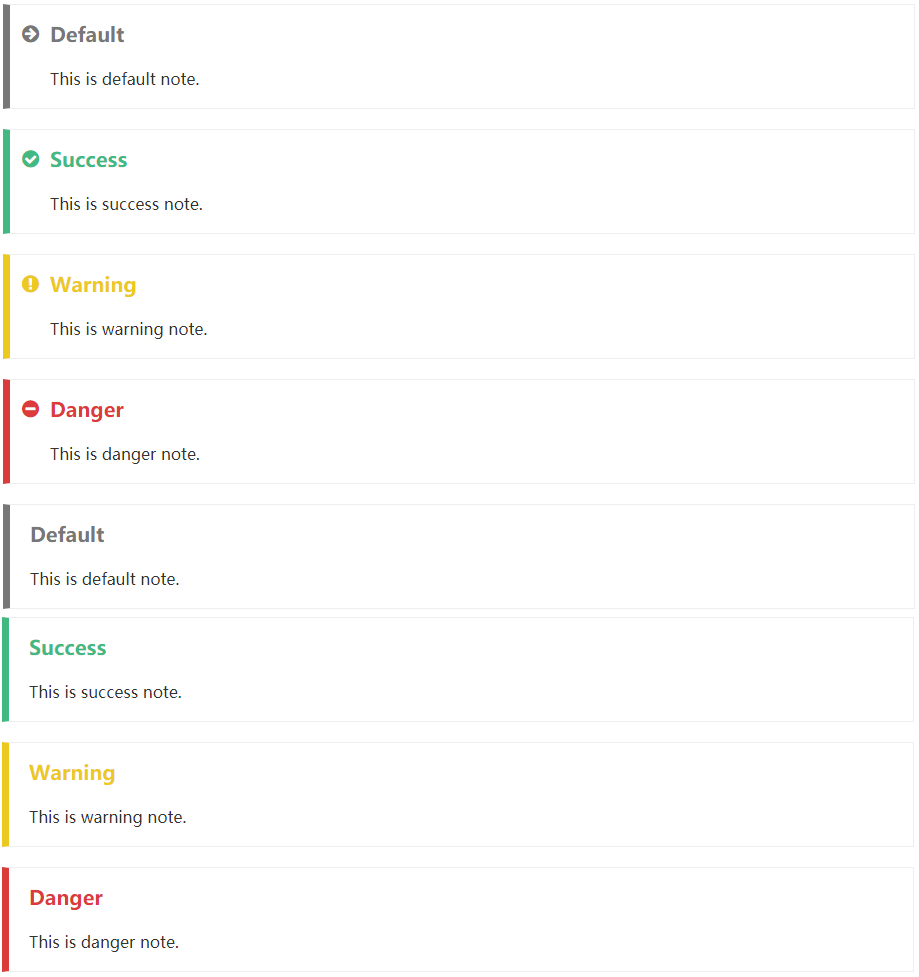 Default
This is default note.
Success
This is success note.
Warning
This is warning note.
Danger
This is danger note.
Default
This is default note.
Success
This is success note.
Warning
This is warning note.
Danger
This is danger note.